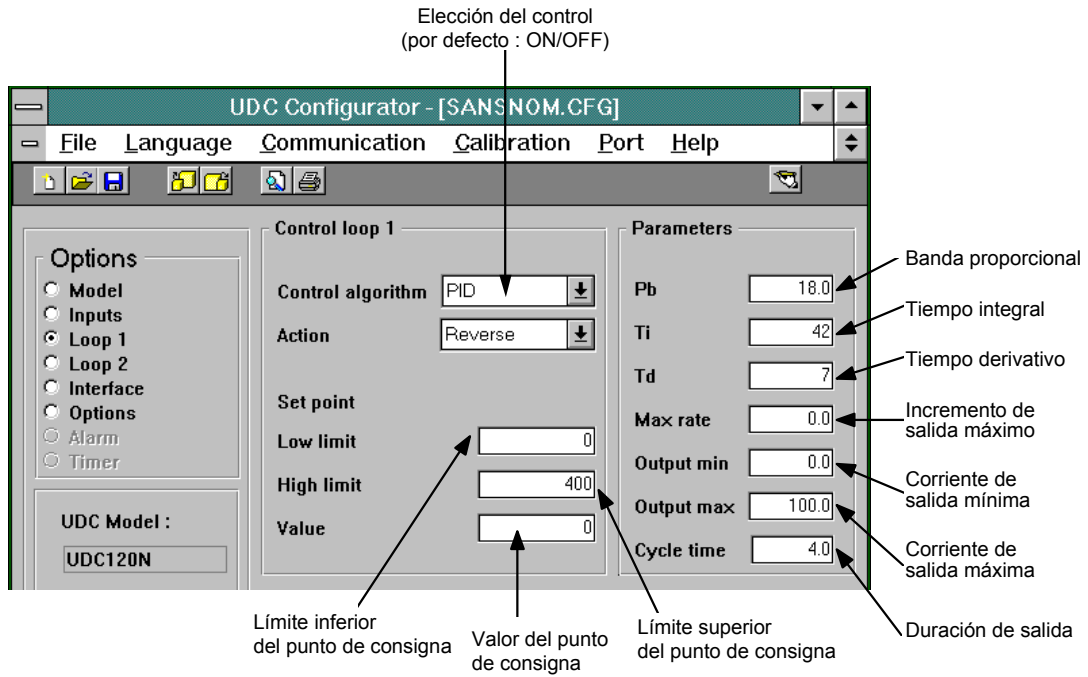 Elección del control
(por defecto : ON/OFF)
UDC Configurator - [SANSNOM.CFG]
File Language Communication Calibration Port Help
Options
Model
Inputs
Loop 1
Loop 2
Interface
Options
Alarm
Timer
UDC Model :
UDC120N
Control loop 1
Control algorithm PID
Action Reverse
Set point
Low limit 0
High limit 400
Value 0
Parameters
Pb 18.0
Ti 42
Td 7
Max rate 0.0
Output min 0.0
Output max 100.0
Cycle time 4.0
Banda proporcional
Tiempo integral
Tiempo derivativo
Incremento de
salida máximo
Corriente de
salida mínima
Corriente de
salida máxima
Duración de salida
Límite inferior
del punto de consigna
Valor del punto
de consigna
Límite superior
del punto de consigna